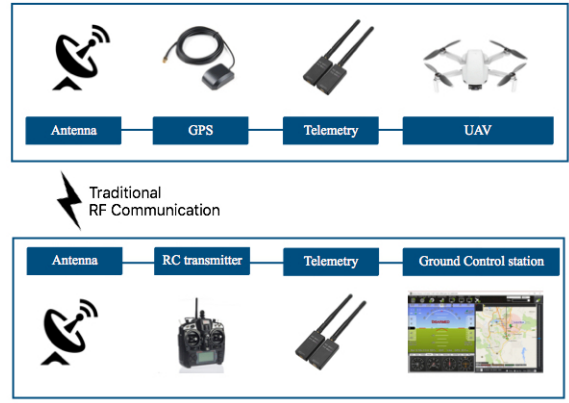 Antenna
GPS
Telemetry
UAV
Traditional
RF Communication
Antenna
RC transmitter
Telemetry
Ground Control station